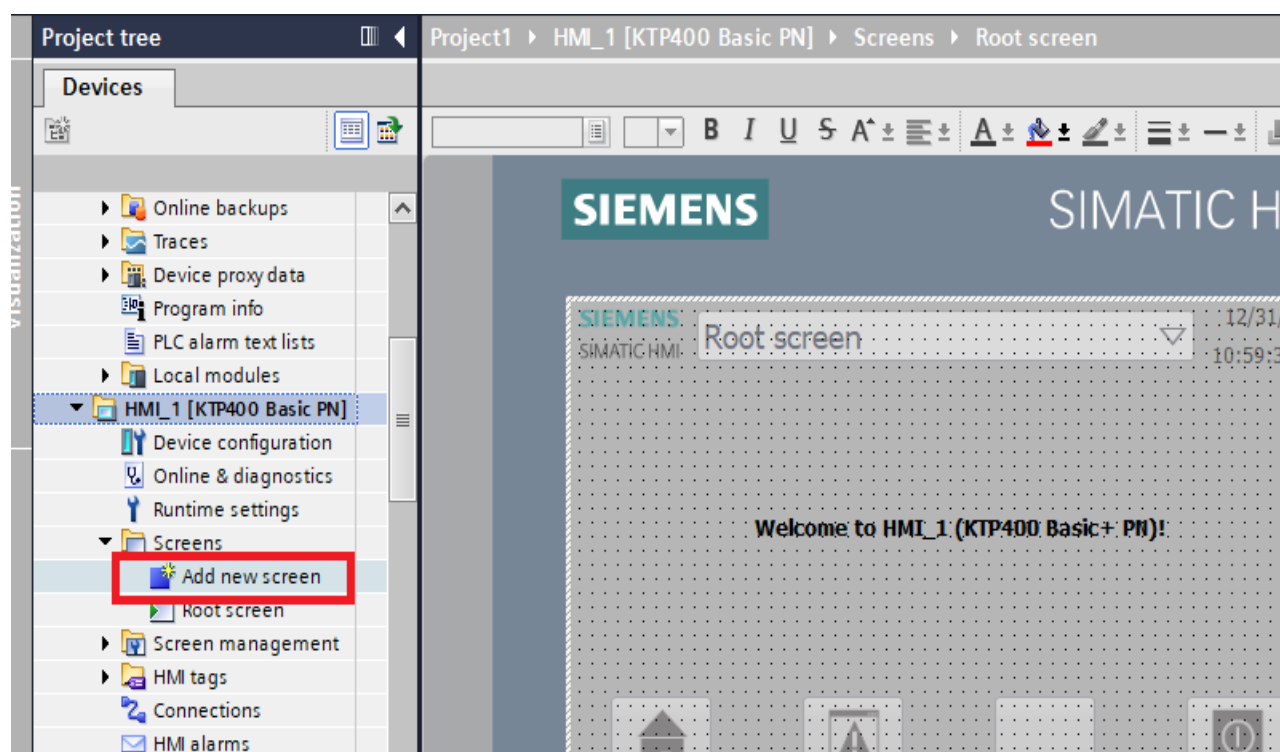 Project tree
Project1 HMI_1 [KTP400 Basic PN] Screens Root screen
Devices
B I U S A A
visualization
Online backups
Traces
Device proxy data
Program info
PLC alarm text lists
Local modules
HMI_1 [KTP400 Basic PN]
Device configuration
Online & diagnostics
Runtime settings
Screens
Add new screen
Root screen
Screen management
HMI tags
Connections
HMI alarms
SIEMENS
SIMATIC H
SIEMENS
SIMATIC HMI
Root screen
12/31/
10:59:3
Welcome to HMI_1 (KTP400 Basic+ PN)!